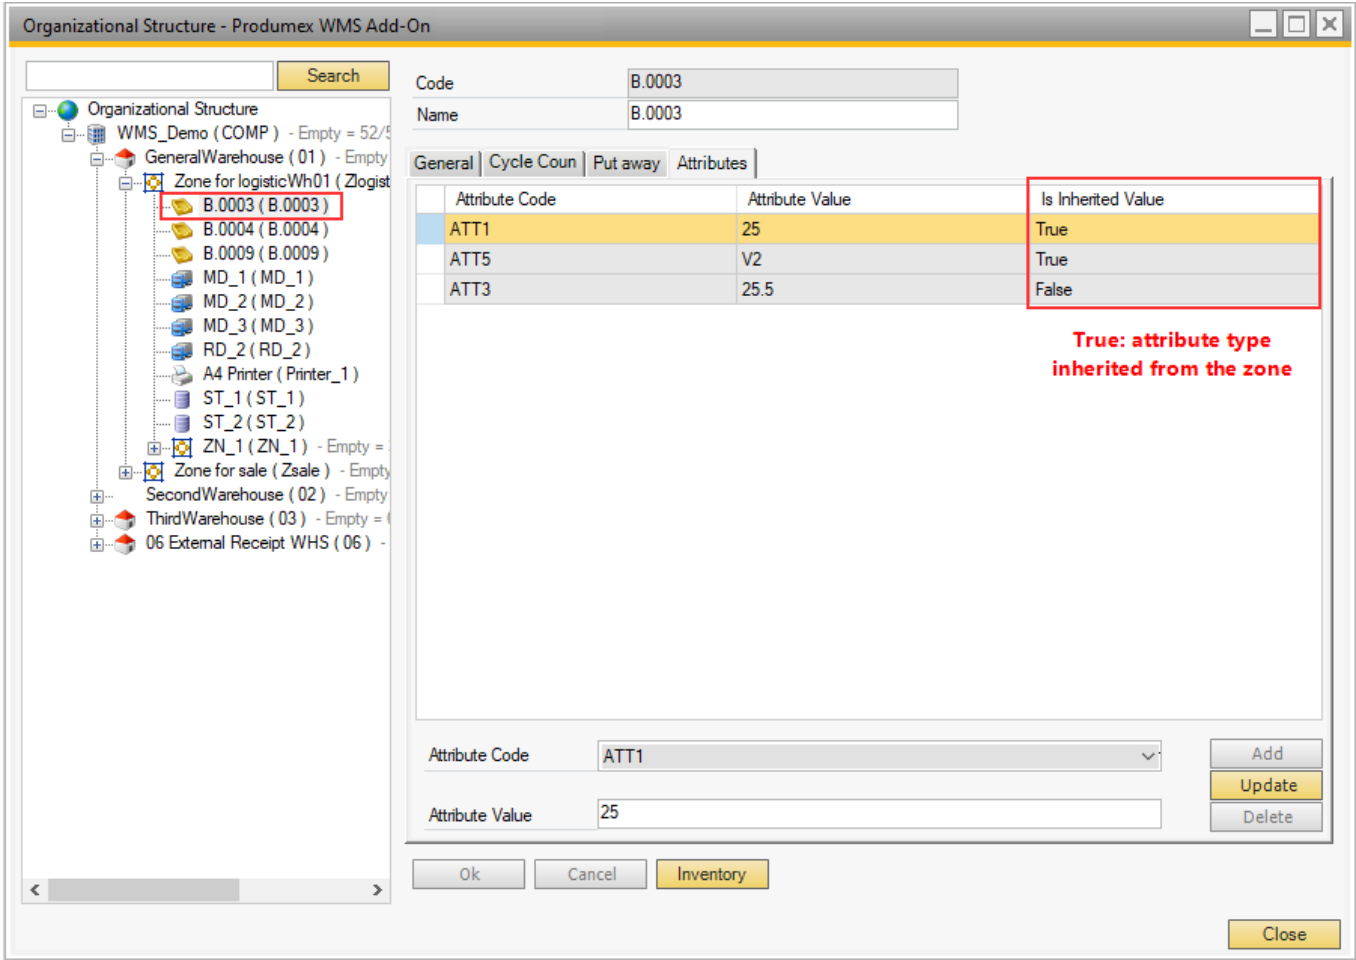 Organizational Structure - Produmex WMS Add-On
Search
Organizational Structure
WMS_Demo ( COMP ) - Empty = 52/5
GeneralWarehouse ( 01 ) - Empty
Zone for logisticWh01 ( Zlogist
B.0003 ( B.0003 )
B.0004 ( B.0004 )
B.0009 ( B.0009 )
MD_1 ( MD_1 )
MD_2 ( MD_2 )
MD_3 ( MD_3 )
RD_2 ( RD_2 )
A4 Printer ( Printer_1 )
ST_1 ( ST_1 )
ST_2 ( ST_2 )
ZN_1 ( ZN_1 ) - Empty =
Zone for sale ( Zsale ) - Empty
SecondWarehouse ( 02 ) - Empty
ThirdWarehouse ( 03 ) - Empty =
06 External Receipt WHS ( 06 ) -
Code B.0003
Name B.0003
General Cycle Coun Put away Attributes
Attribute Code Attribute Value Is Inherited Value
ATT1 25 True
ATT5 V2 True
ATT3 25.5 False
True: attribute type
inherited from the zone
Attribute Code ATT1 Add
Update
Attribute Value 25 Delete
Ok Cancel Inventory
Close